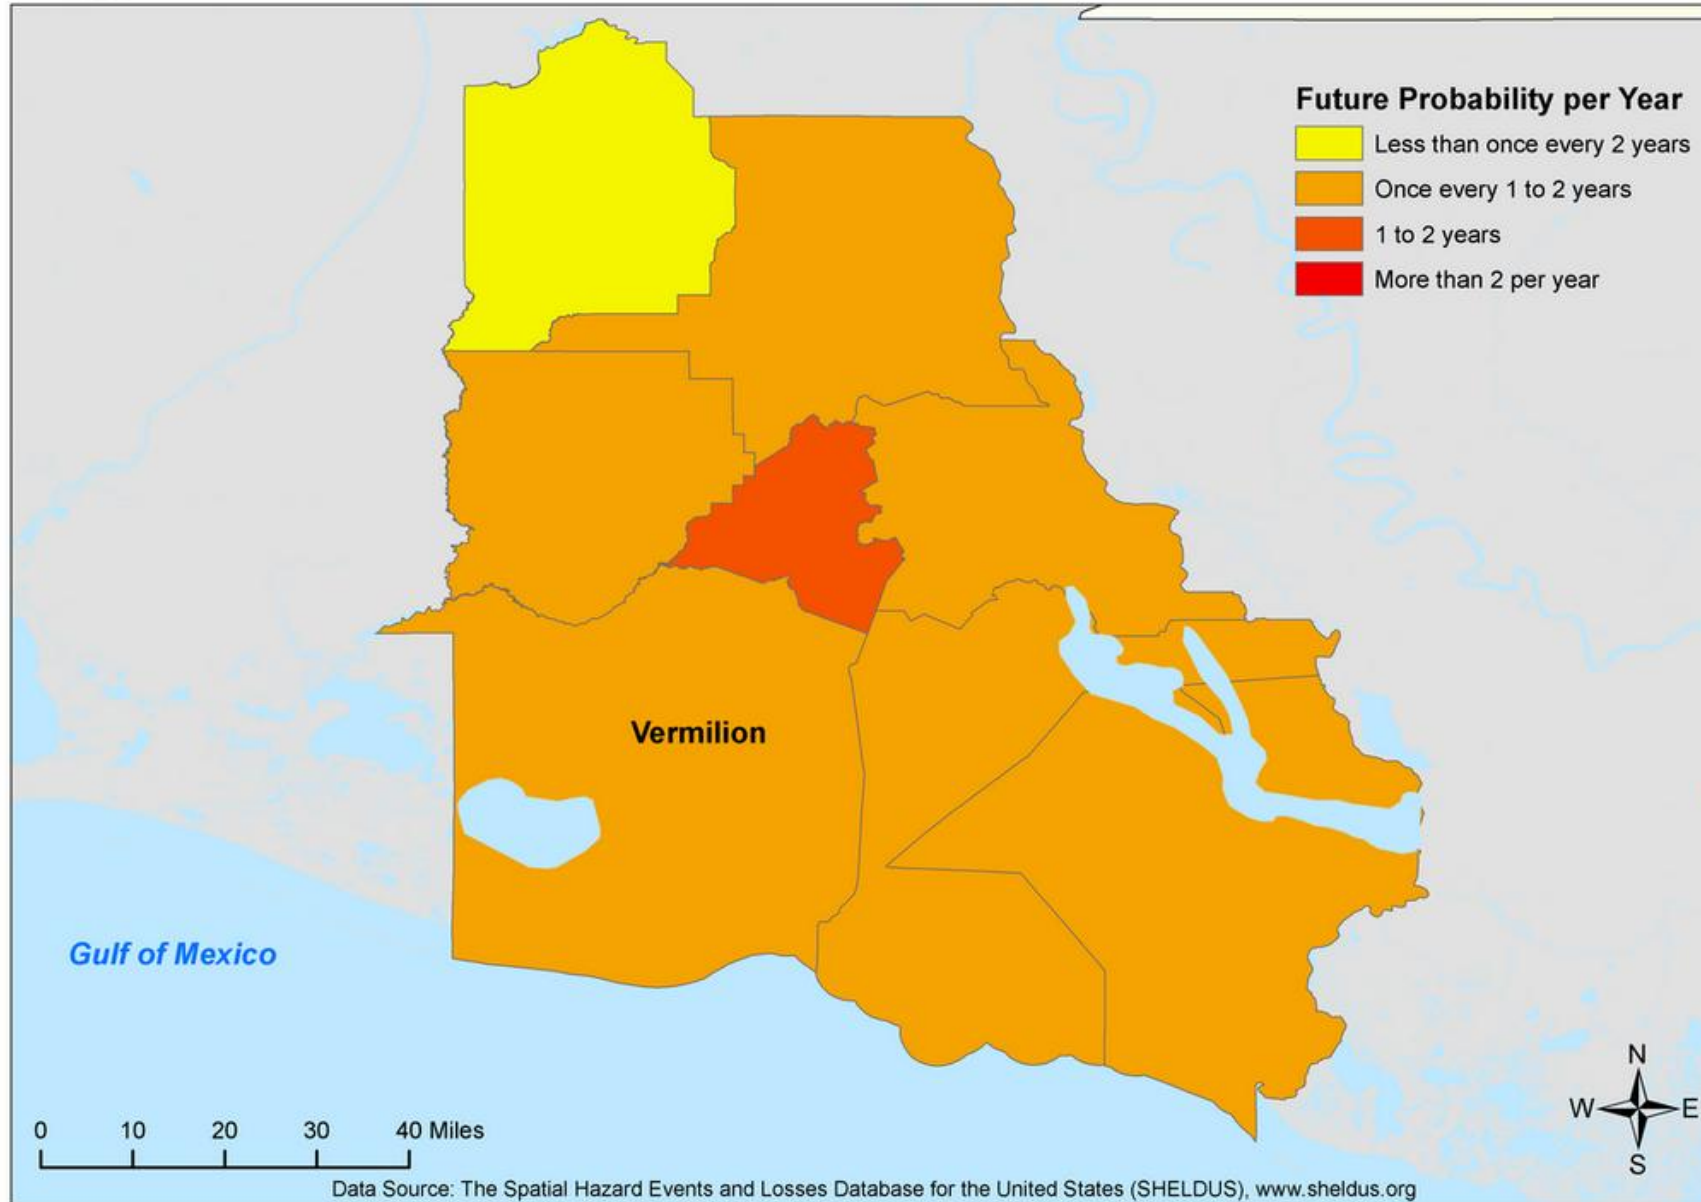 Future Probability per Year
Less than once every 2 years
Once every 1 to 2 years
1 to 2 years
More than 2 per year
Vermilion
Gulf of Mexico
N
W E
S
0 10 20 30 40 Miles
Data Source: The Spatial Hazard Events and Losses Database for the United States (SHELDUS), www.sheldus.org